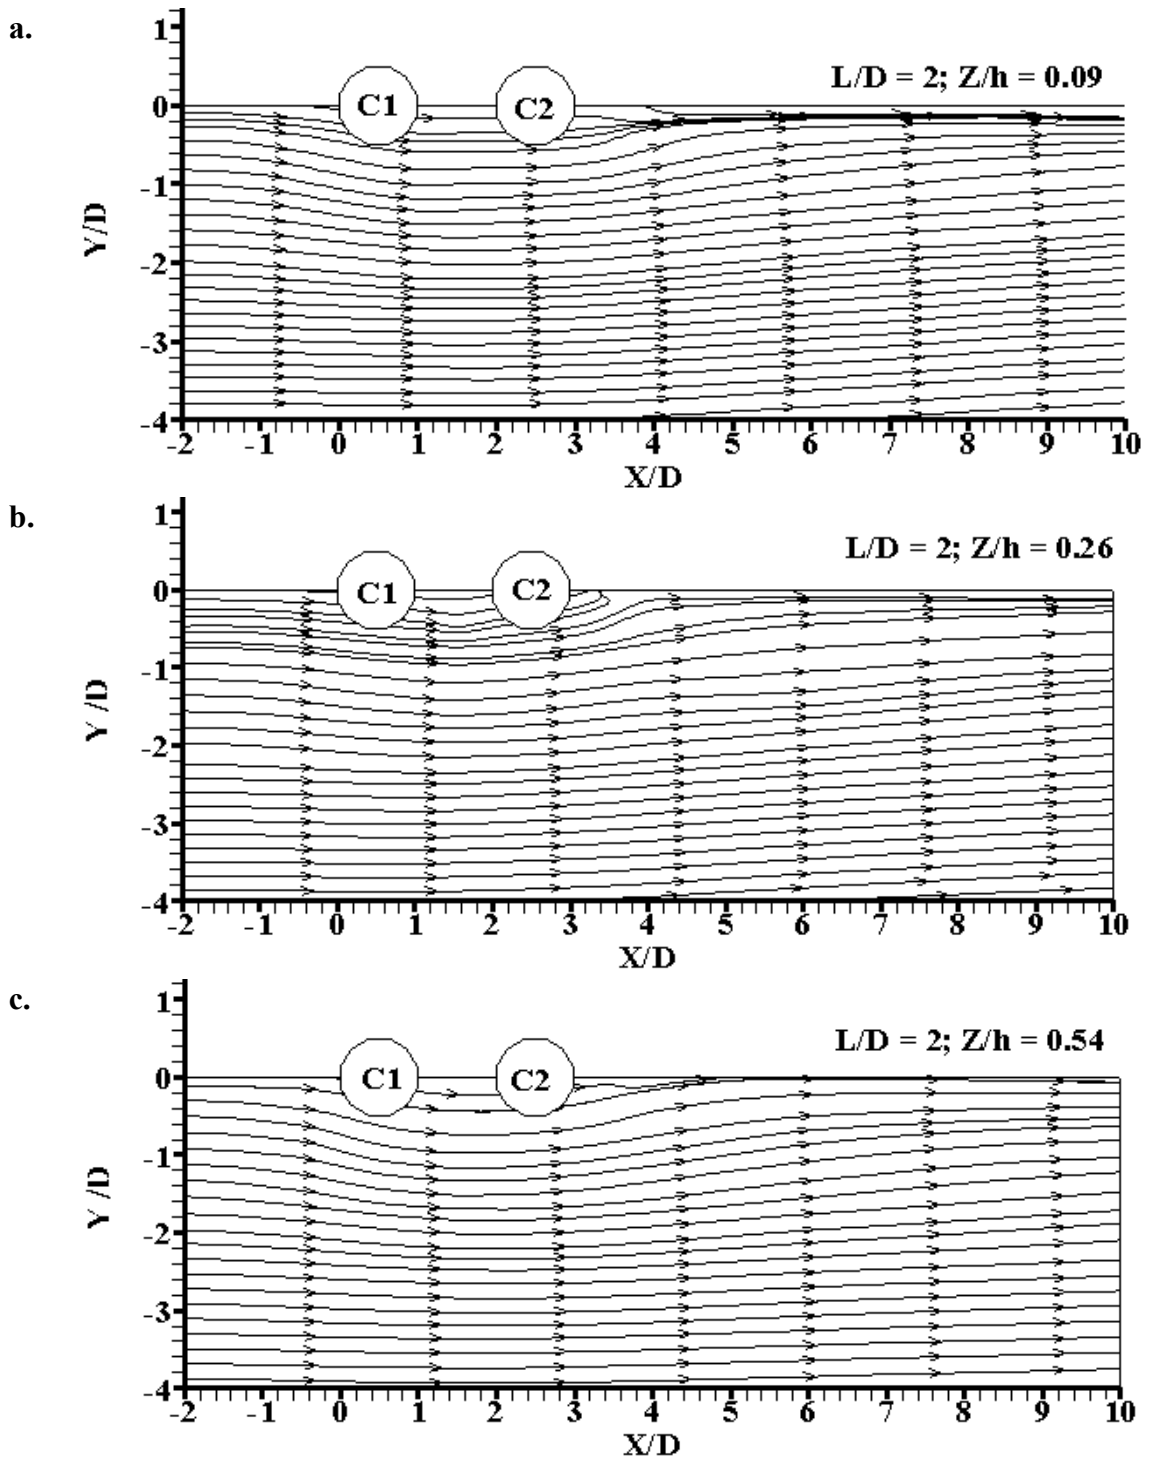 a.
1
L/D = 2; Z/h = 0.09
0 C1 C2
-1
Y/D
-2
-3
-4
-2 -1 0 1 2 3 4 5 6 7 8 9 10
X/D
b.
1
L/D = 2; Z/h = 0.26
0 C1 C2
-1
Y /D
-2
-3
-4
-2 -1 0 1 2 3 4 5 6 7 8 9 10
X/D
c.
1
L/D = 2; Z/h = 0.54
0 C1 C2
-1
Y /D
-2
-3
-4
-2 -1 0 1 2 3 4 5 6 7 8 9 10
X/D